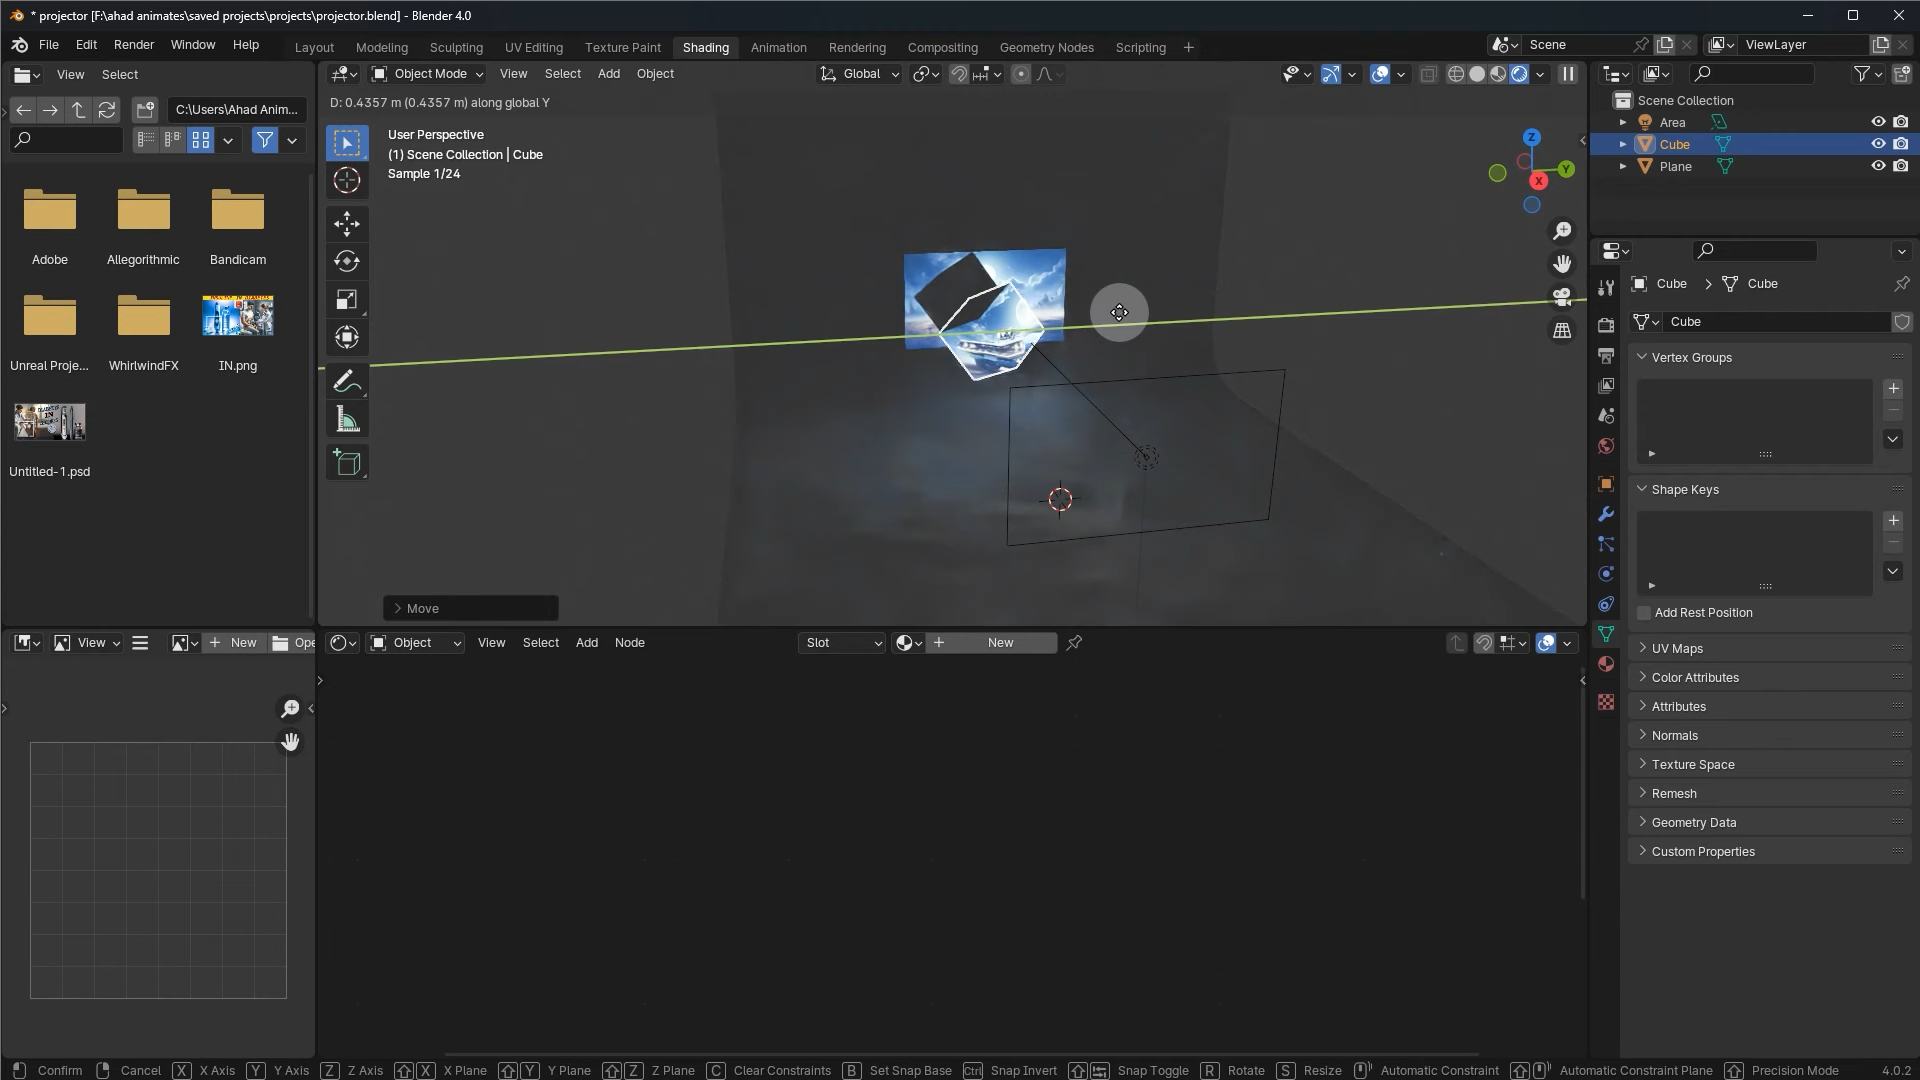 * projector [F:\ahad animates\saved projects\projects\projector.blend] - Blender 4.0
File Edit Render Window Help Layout Modeling Sculpting UV Editing Texture Paint Shading Animation Rendering Compositing Geometry Nodes Scripting + Scene ViewLayer
View Select
Object Mode View Select Add Object Global
C:\Users\Ahad Anim...
D: 0.4357 m (0.4357 m) along global Y
User Perspective
(1) Scene Collection | Cube
Sample 1/24
Z
Y
X
Adobe Allegorithmic Bandicam
Unreal Proje... WhirlwindFX IN.png
Untitled-1.psd
Move
Scene Collection
Area
Cube
Plane
Cube > Cube
Cube
Vertex Groups
Shape Keys
Add Rest Position
UV Maps
Color Attributes
Attributes
Normals
Texture Space
Remesh
Geometry Data
Custom Properties
View + New Ope
Object View Select Add Node Slot + New
Confirm Cancel X X Axis Y Y Axis Z Z Axis X X Plane Y Y Plane Z Z Plane C Clear Constraints B Set Snap Base Ctrl Snap Invert Snap Toggle R Rotate S Resize Automatic Constraint Automatic Constraint Plane Precision Mode 4.0.2